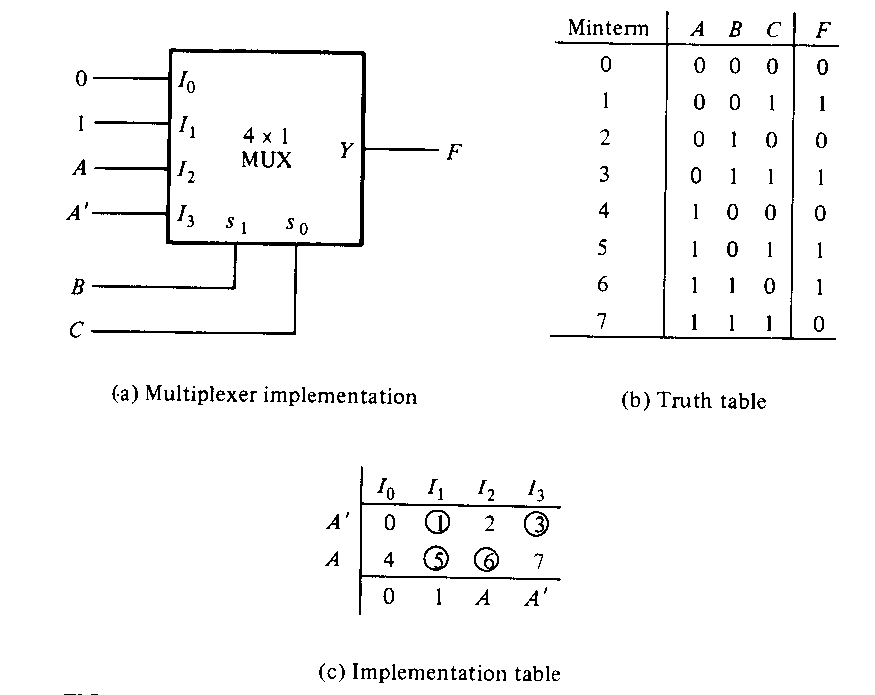 0 I0
1 I1
A I2
A' I3
4 x 1
MUX
Y F
s1 s0
B
C
(a) Multiplexer implementation
Minterm A B C F
0 0 0 0 0
1 0 0 1 1
2 0 1 0 0
3 0 1 1 1
4 1 0 0 0
5 1 0 1 1
6 1 1 0 1
7 1 1 1 0
(b) Truth table
I0 I1 I2 I3
A' 0 1 2 3
A 4 5 6 7
0 1 A A'
(c) Implementation table